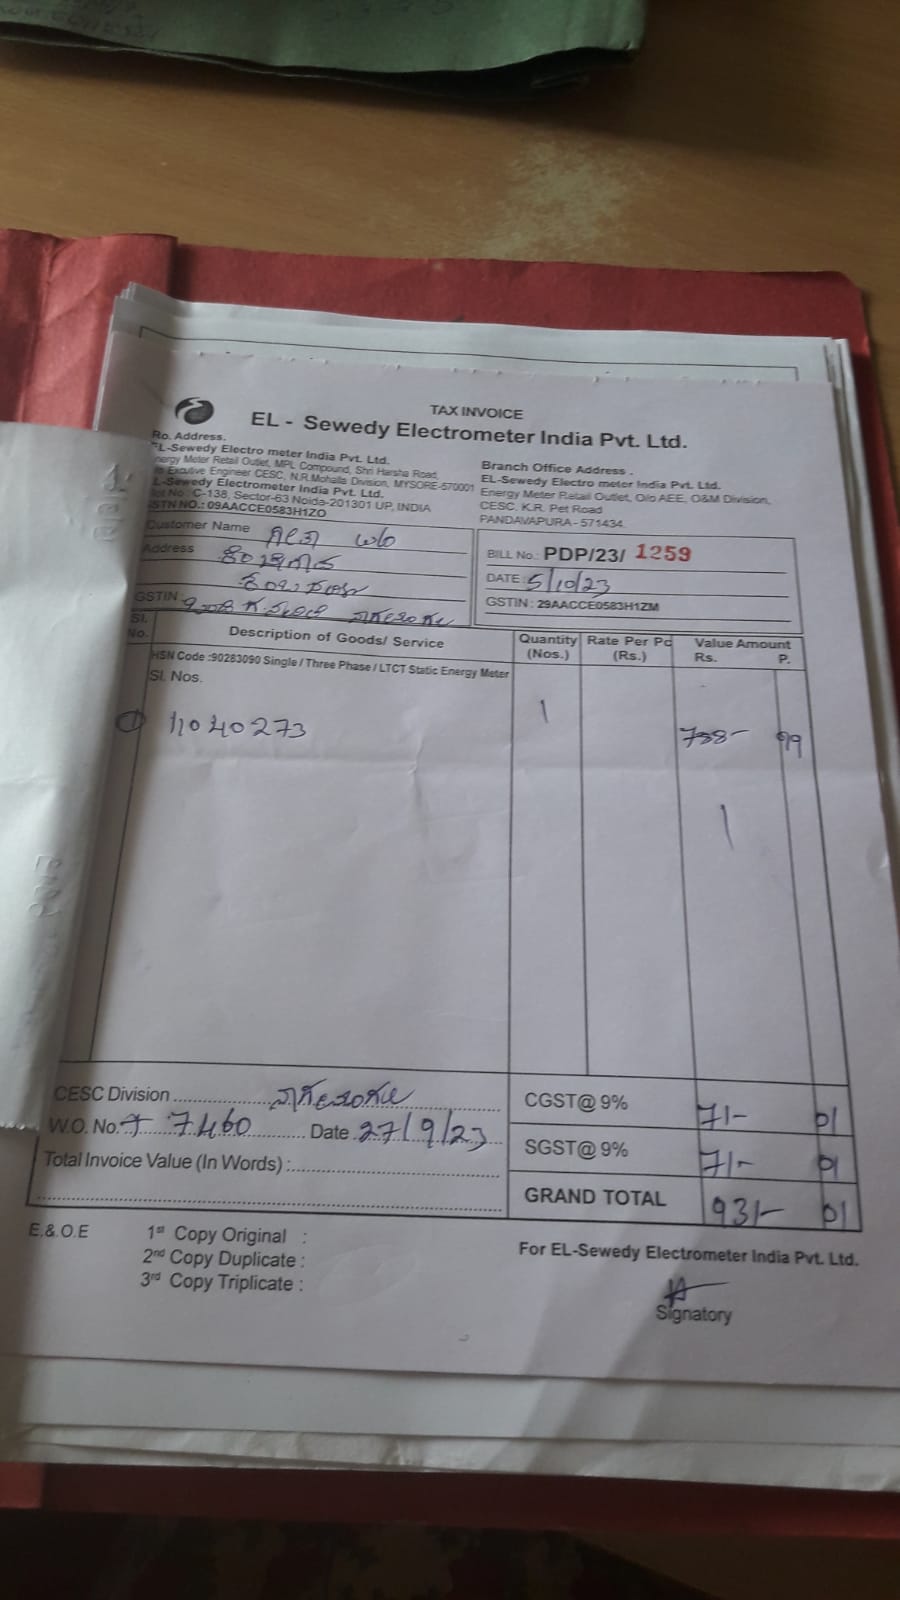 TAX INVOICE
EL - Sewedy Electrometer India Pvt. Ltd.
Ro. Address.
EL-Sewedy Electro meter India Pvt. Ltd.
Energy Meter Retail Outlet, MPL Compound, Shri Harsha Road,
Excutive Engineer CESC, N.R.Mohalla Division, MYSORE-570001
EL-Sewedy Electrometer India Pvt. Ltd.
Plot No : C-138, Sector-63 Noida-201301 UP, INDIA
GSTN NO.: 09AACCE0583H1ZO
Branch Office Address .
EL-Sewedy Electro meter India Pvt. Ltd.
Energy Meter Retail Outlet, O/o AEE, O&M Division,
CESC, K.R. Pet Road
PANDAVAPURA - 571434.
Customer Name
Address
GSTIN
BILL No.: PDP/23/ 1259
DATE : 5/10/23
GSTIN : 29AACCE0583H1ZM
Sl. No. Description of Goods/ Service Quantity (Nos.) Rate Per Pc (Rs.) Value Amount Rs. P.
HSN Code :90283090 Single / Three Phase / LTCT Static Energy Meter
Sl. Nos.
① 11040273 1 788- 99
CESC Division
W.O. No. 7460 Date 27/9/23
Total Invoice Value (In Words) :
CGST@ 9% 71- 01
SGST@ 9% 71- 01
GRAND TOTAL 931- 01
E.& O.E
1st Copy Original :
2nd Copy Duplicate :
3rd Copy Triplicate :
For EL-Sewedy Electrometer India Pvt. Ltd.
Signatory